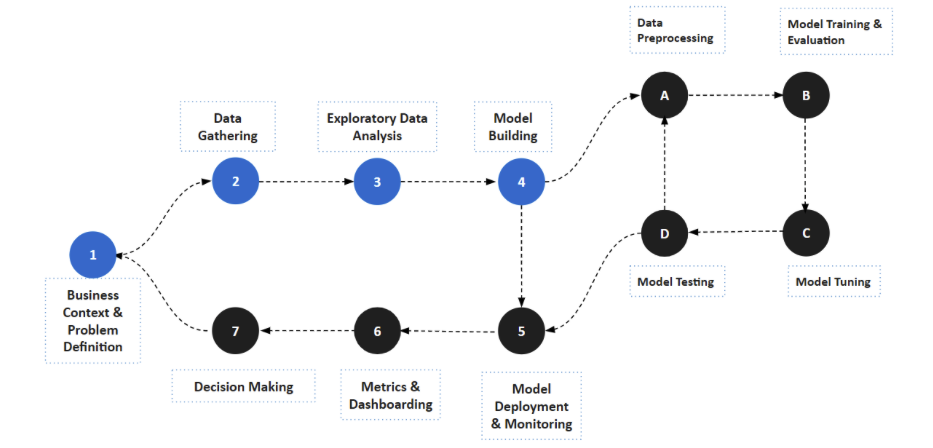 Data
Preprocessing
Model Training &
Evaluation
A
B
Data
Gathering
Exploratory Data
Analysis
Model
Building
2
3
4
D
C
1
Model Testing
Model Tuning
Business
Context &
Problem
Definition
7
6
5
Decision Making
Metrics &
Dashboarding
Model
Deployment
& Monitoring